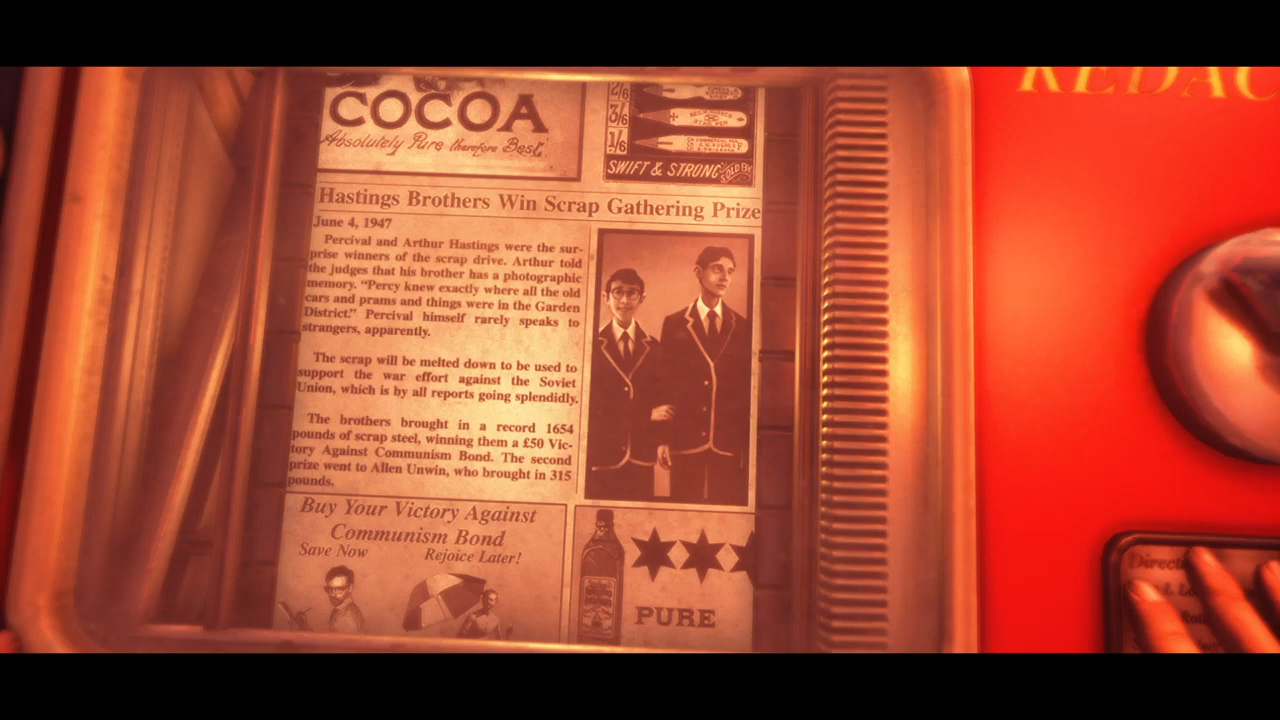 COCOA
Absolutely Pure therefore Best.
2/6
3/6
1/6
SWIFT & STRONG
SOLD BY
REDAC
Hastings Brothers Win Scrap Gathering Prize
June 4, 1947
Percival and Arthur Hastings were the sur-
prise winners of the scrap drive. Arthur told
the judges that his brother has a photographic
memory. “Percy knew exactly where all the old
cars and prams and things were in the Garden
District.” Percival himself rarely speaks to
strangers, apparently.
The scrap will be melted down to be used to
support the war effort against the Soviet
Union, which is by all reports going splendidly.
The brothers brought in a record 1654
pounds of scrap steel, winning them a £50 Vic-
tory Against Communism Bond. The second
prize went to Allen Unwin, who brought in 315
pounds.
Buy Your Victory Against
Communism Bond
Save Now
Rejoice Later!
PURE